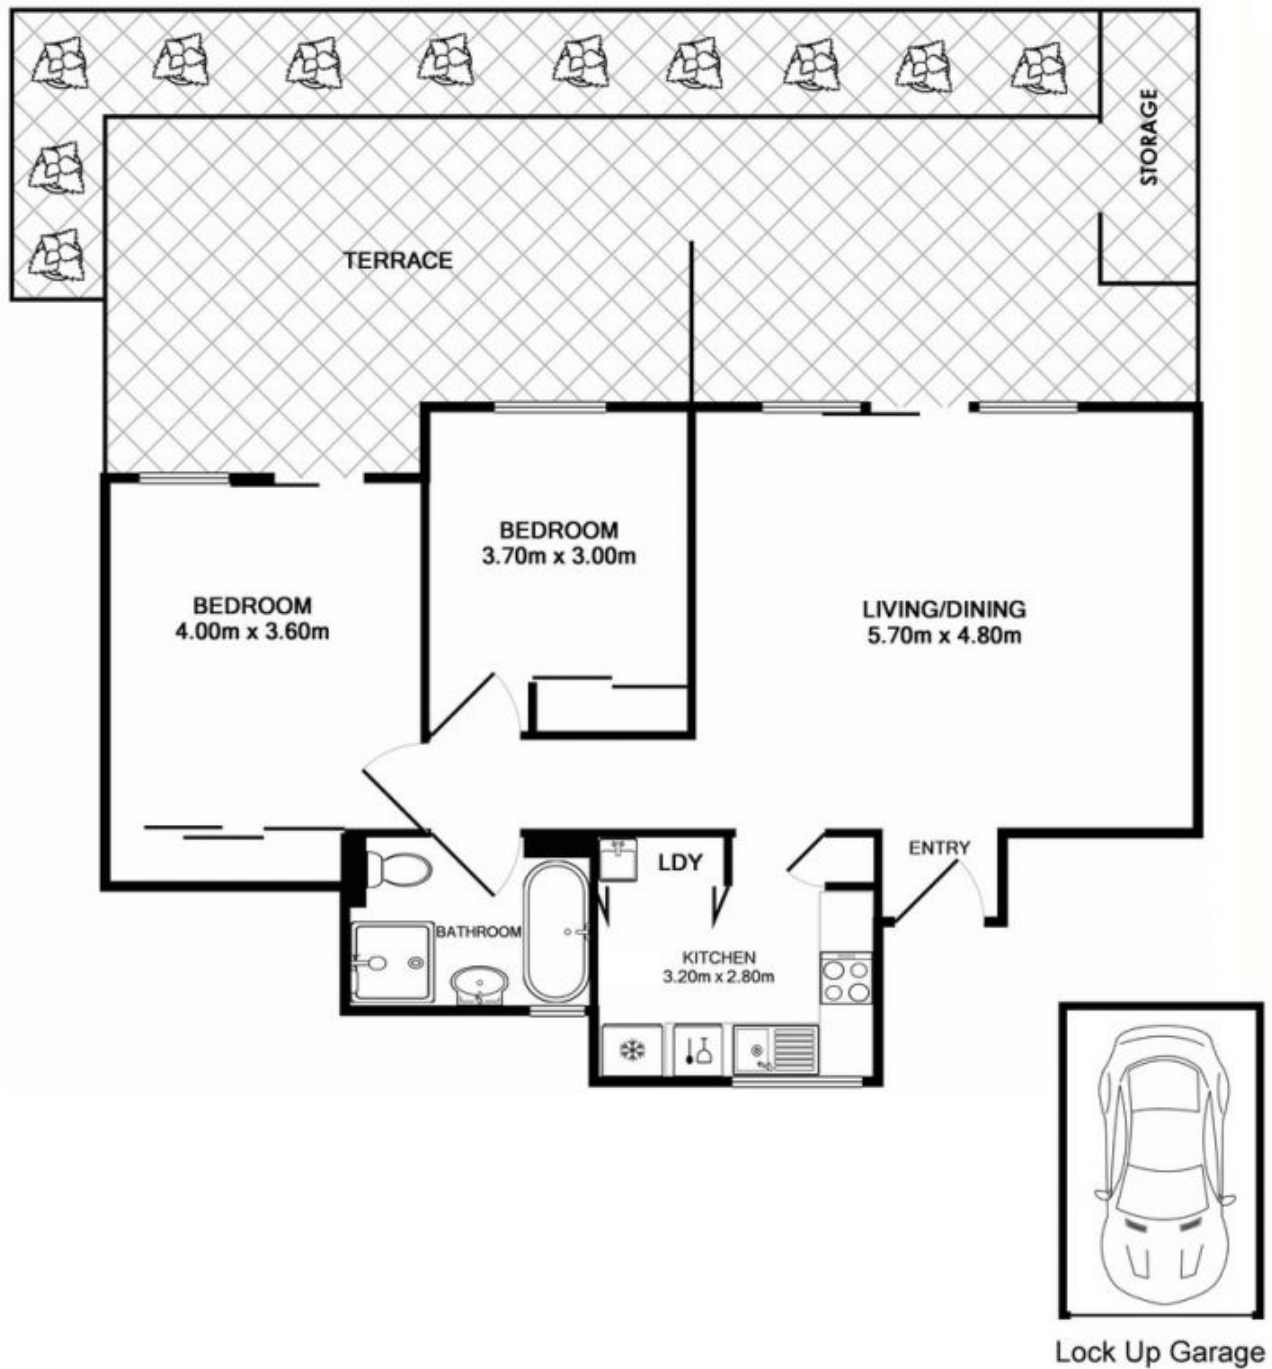 STORAGE
TERRACE
BEDROOM
3.70m x 3.00m
BEDROOM
4.00m x 3.60m
LIVING/DINING
5.70m x 4.80m
ENTRY
LDY
BATHROOM
KITCHEN
3.20m x 2.80m
Lock Up Garage